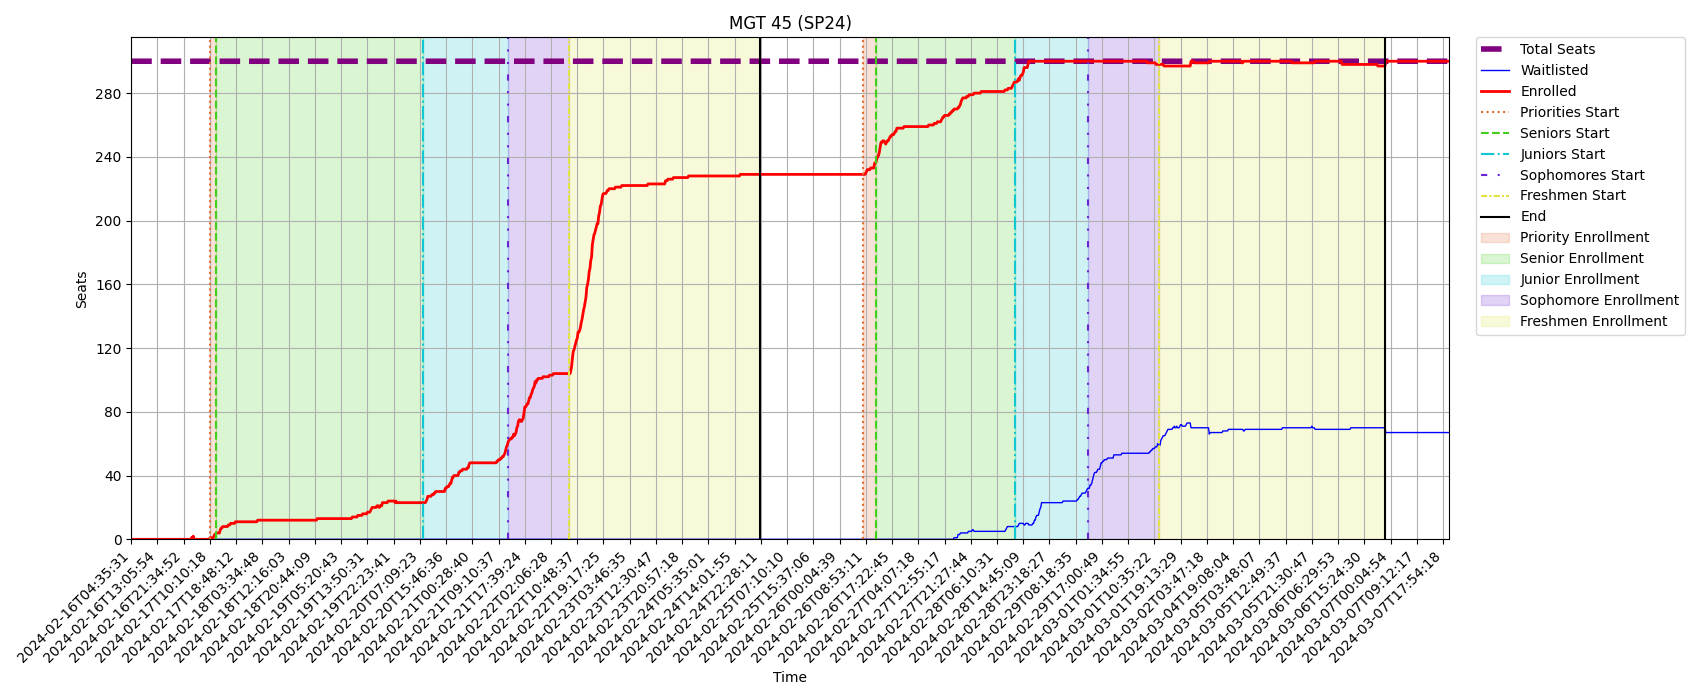 MGT 45 (SP24)
Total Seats
Waitlisted
Enrolled
Priorities Start
Seniors Start
Juniors Start
Sophomores Start
Freshmen Start
End
Priority Enrollment
Senior Enrollment
Junior Enrollment
Sophomore Enrollment
Freshmen Enrollment
Seats
280
240
200
160
120
80
40
0
2024-02-16T04:35:31
2024-02-16T13:05:54
2024-02-16T21:34:52
2024-02-17T10:10:18
2024-02-17T18:48:12
2024-02-18T03:34:48
2024-02-18T12:16:03
2024-02-18T20:44:09
2024-02-19T05:20:43
2024-02-19T13:50:31
2024-02-19T22:23:41
2024-02-20T07:09:23
2024-02-20T15:46:36
2024-02-21T00:28:40
2024-02-21T09:10:37
2024-02-21T17:39:24
2024-02-22T02:06:28
2024-02-22T10:48:37
2024-02-22T19:17:25
2024-02-23T03:46:35
2024-02-23T12:30:47
2024-02-23T20:57:18
2024-02-24T05:35:01
2024-02-24T14:01:55
2024-02-24T22:28:11
2024-02-25T07:10:10
2024-02-25T15:37:06
2024-02-26T00:04:39
2024-02-26T08:53:11
2024-02-26T17:22:45
2024-02-27T04:07:18
2024-02-27T12:55:17
2024-02-27T21:27:44
2024-02-28T06:10:31
2024-02-28T14:45:09
2024-02-28T23:18:27
2024-02-29T08:18:35
2024-02-29T17:00:49
2024-03-01T01:34:55
2024-03-01T10:35:22
2024-03-01T19:13:29
2024-03-02T03:47:18
2024-03-04T19:08:04
2024-03-05T03:48:07
2024-03-05T12:49:37
2024-03-05T21:30:47
2024-03-06T06:29:53
2024-03-06T15:24:30
2024-03-07T00:04:54
2024-03-07T09:12:17
2024-03-07T17:54:18
Time